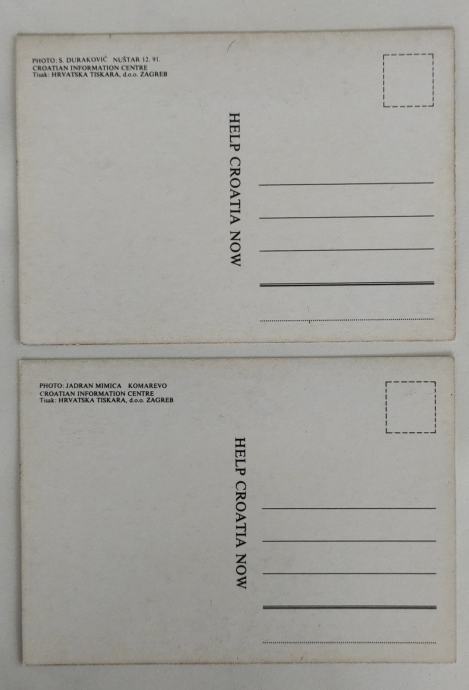 PHOTO: S. DURAKOVIĆ NUŠTAR 12. 91.
CROATIAN INFORMATION CENTRE
Tisak: HRVATSKA TISKARA, d.o.o. ZAGREB
HELP CROATIA NOW
PHOTO: JADRAN MIMICA KOMAREVO
CROATIAN INFORMATION CENTRE
Tisak: HRVATSKA TISKARA, d.o.o. ZAGREB
HELP CROATIA NOW